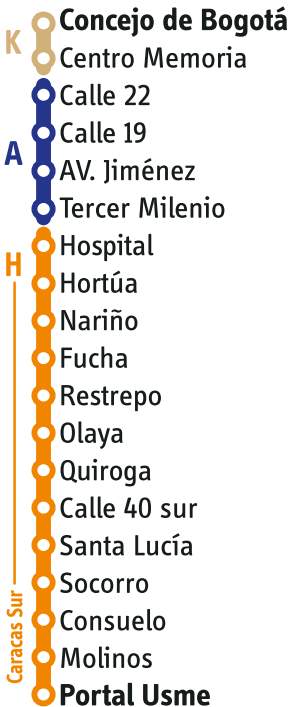 K
Concejo de Bogotá
Centro Memoria
A
Calle 22
Calle 19
AV. Jiménez
Tercer Milenio
H
Hospital
Hortúa
Nariño
Fucha
Restrepo
Olaya
Quiroga
Calle 40 sur
Santa Lucía
Socorro
Consuelo
Molinos
Portal Usme
Caracas Sur